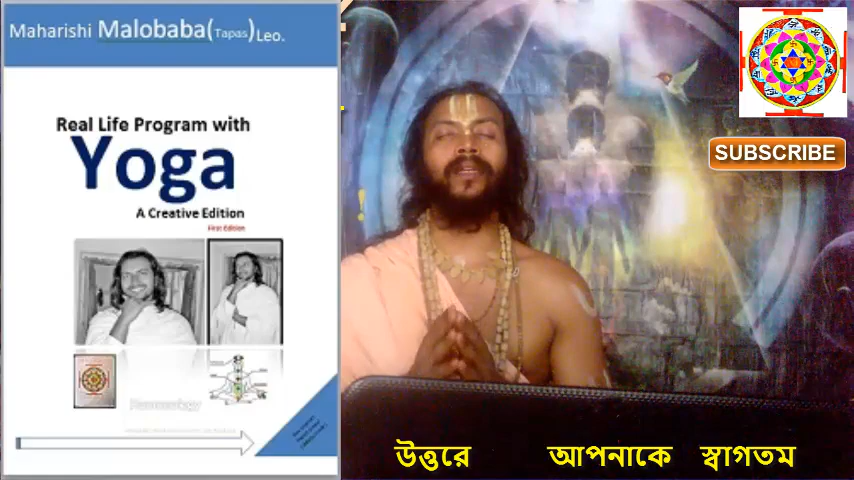 Maharishi Malobaba(Tapas)Leo.
Real Life Program with
Yoga
A Creative Edition
First Edition
SUBSCRIBE
উত্তরে আপনাকে স্বাগতম